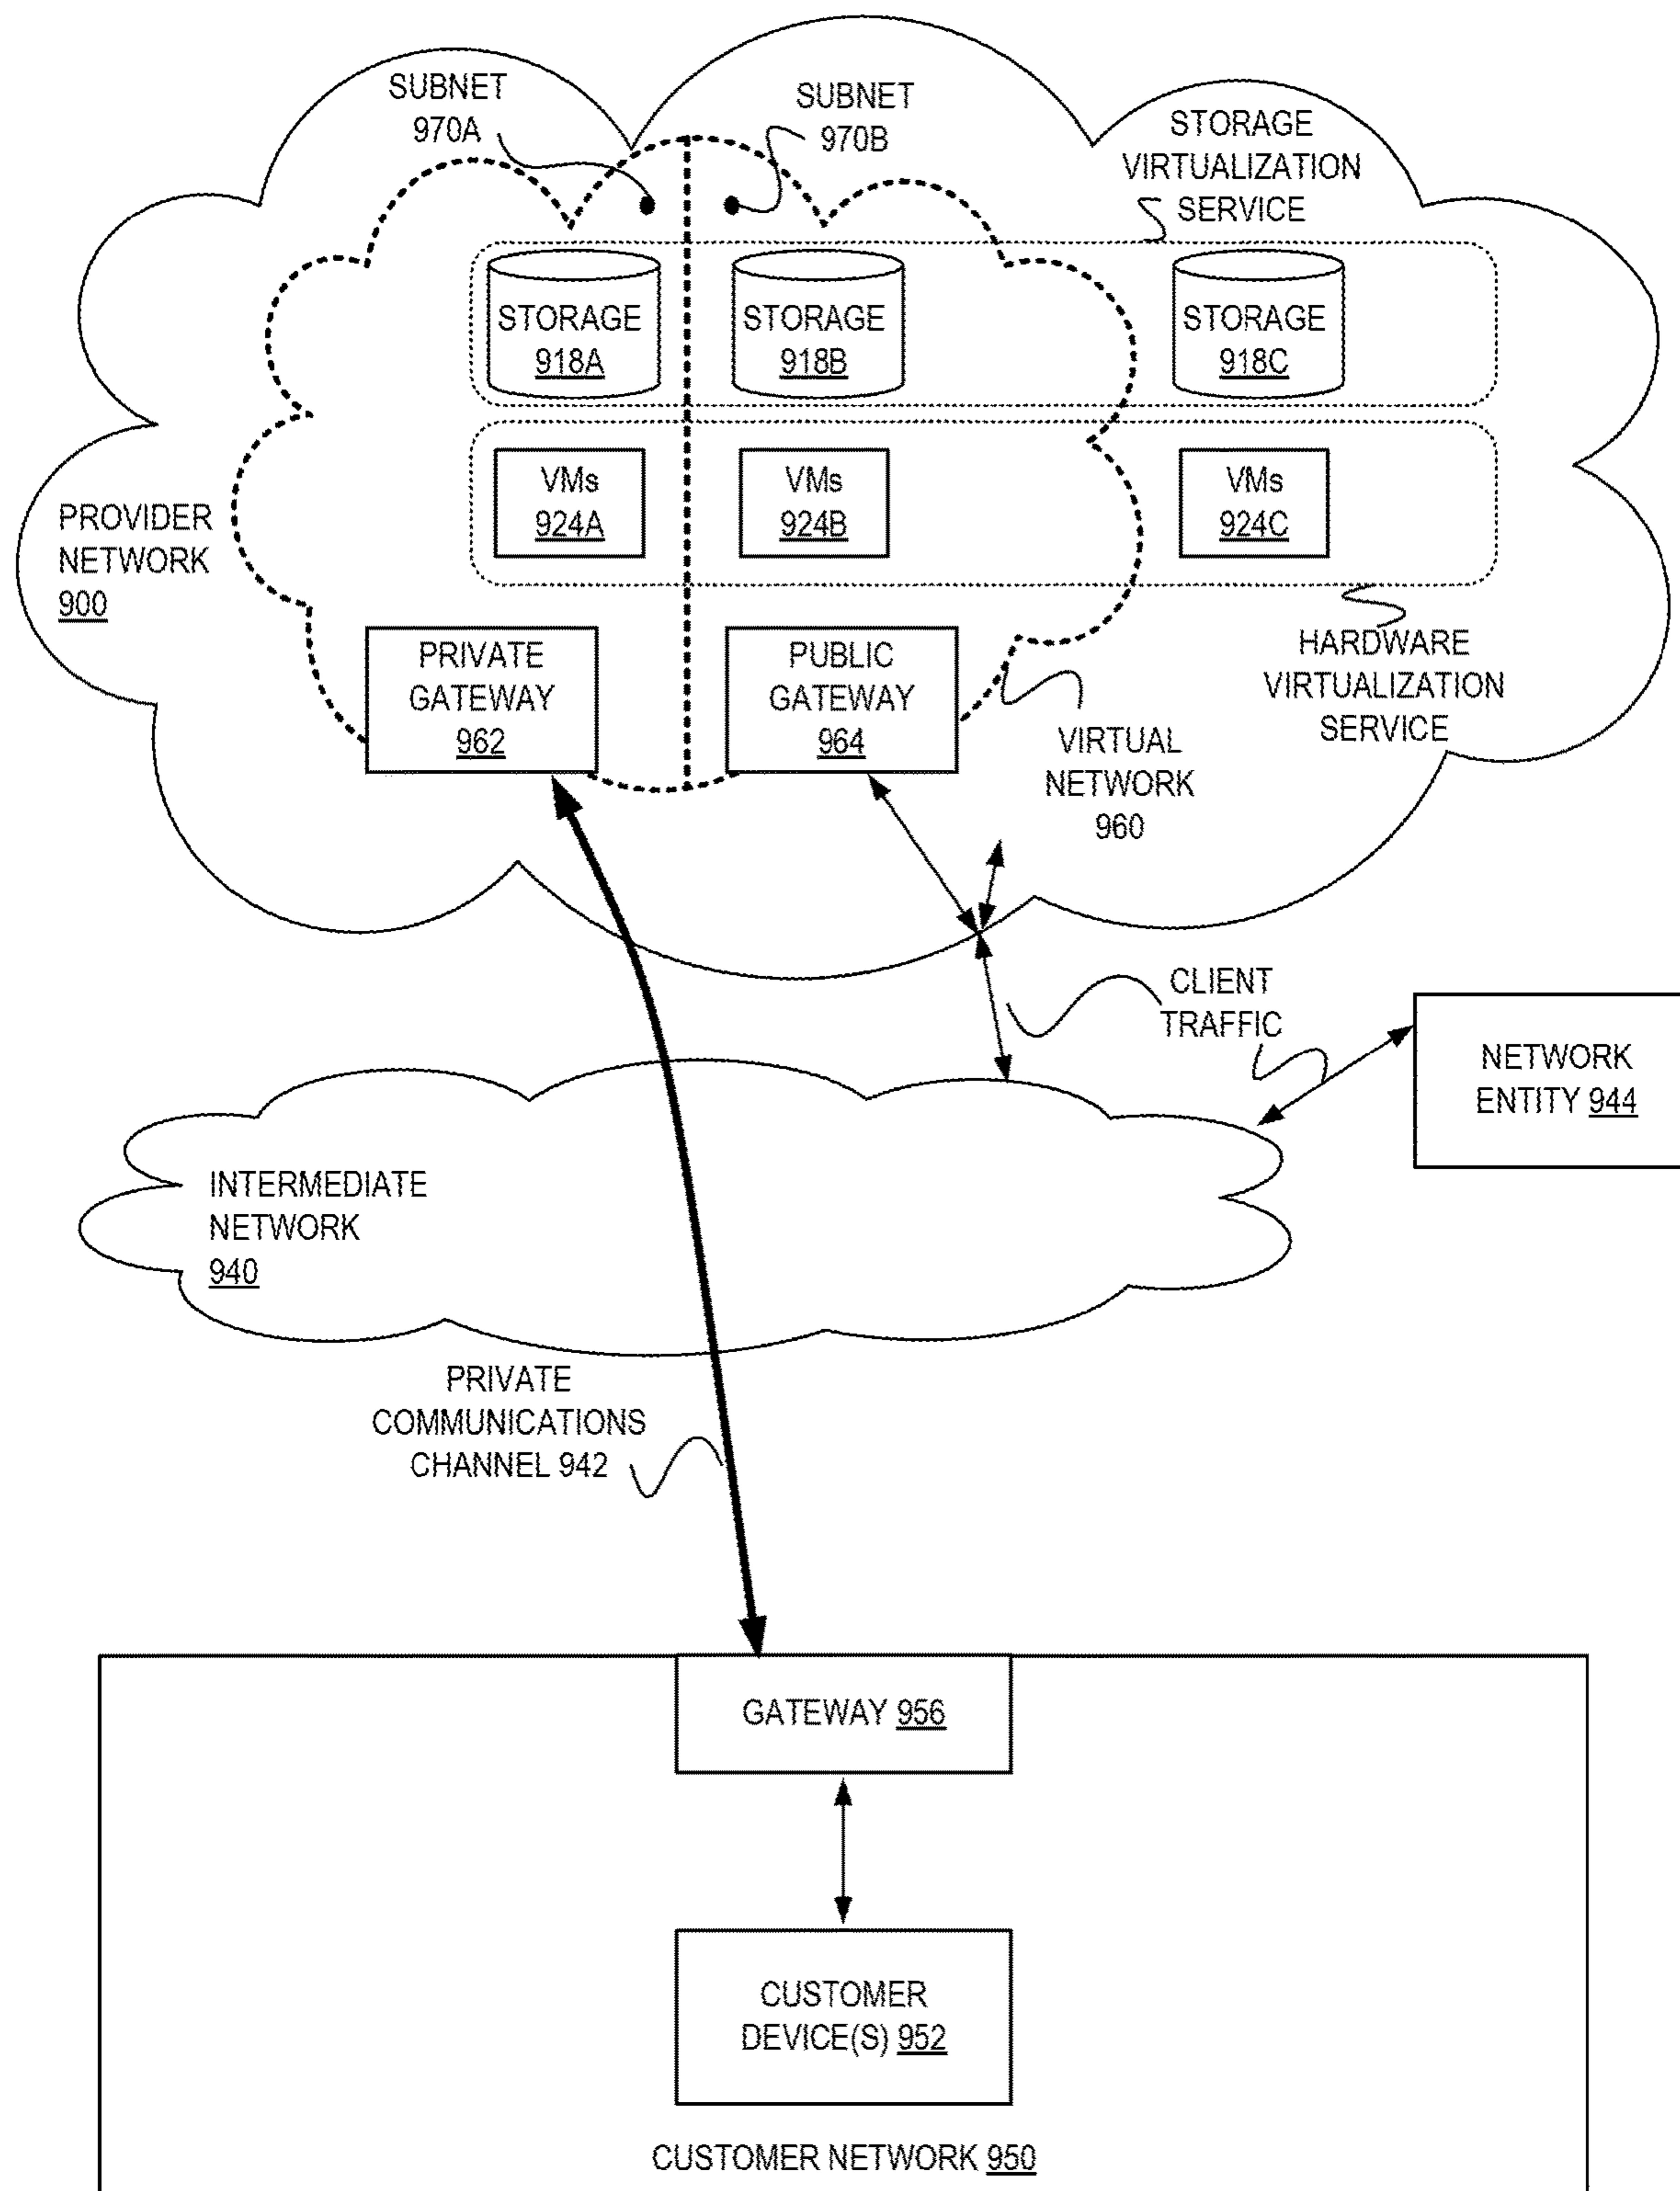 SUBNET
970A
SUBNET
970B
STORAGE
VIRTUALIZATION
SERVICE
STORAGE
918A
STORAGE
918B
STORAGE
918C
VMs
924A
VMs
924B
VMs
924C
PROVIDER
NETWORK
900
PRIVATE
GATEWAY
962
PUBLIC
GATEWAY
964
HARDWARE
VIRTUALIZATION
SERVICE
VIRTUAL
NETWORK
960
CLIENT
TRAFFIC
NETWORK
ENTITY 944
INTERMEDIATE
NETWORK
940
PRIVATE
COMMUNICATIONS
CHANNEL 942
GATEWAY 956
CUSTOMER
DEVICE(S) 952
CUSTOMER NETWORK 950